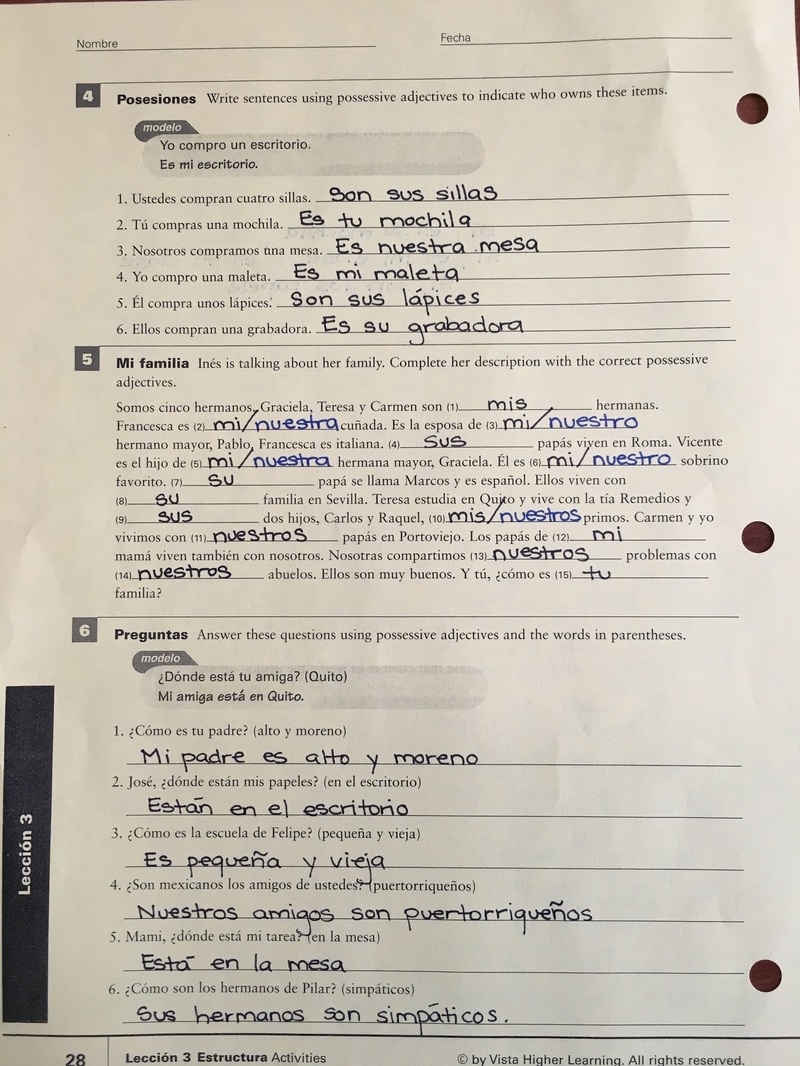 Nombre Fecha
4 Posesiones Write sentences using possessive adjectives to indicate who owns these items.
modelo
Yo compro un escritorio.
Es mi escritorio.
1. Ustedes compran cuatro sillas. Son sus sillas
2. Tú compras una mochila. Es tu mochila
3. Nosotros compramos una mesa. Es nuestra mesa
4. Yo compro una maleta. Es mi maleta
5. Él compra unos lápices. Son sus lápices
6. Ellos compran una grabadora. Es su grabadora
5 Mi familia Inés is talking about her family. Complete her description with the correct possessive
adjectives.
Somos cinco hermanos, Graciela, Teresa y Carmen son (1) mis hermanas.
Francesca es (2) mi/nuestra cuñada. Es la esposa de (3) mi/nuestro
hermano mayor, Pablo, Francesca es italiana. (4) sus papás viven en Roma. Vicente
es el hijo de (5) mi/nuestra hermana mayor, Graciela. Él es (6) mi/nuestro sobrino
favorito. (7) su papá se llama Marcos y es español. Ellos viven con
(8) su familia en Sevilla. Teresa estudia en Quito y vive con la tía Remedios y
(9) sus dos hijos, Carlos y Raquel, (10) mis/nuestros primos. Carmen y yo
vivimos con (11) nuestros papás en Portoviejo. Los papás de (12) mi
mamá viven también con nosotros. Nosotras compartimos (13) nuestros problemas con
(14) nuestros abuelos. Ellos son muy buenos. Y tú, ¿cómo es (15) tu
familia?
6 Preguntas Answer these questions using possessive adjectives and the words in parentheses.
modelo
¿Dónde está tu amiga? (Quito)
Mi amiga está en Quito.
1. ¿Cómo es tu padre? (alto y moreno)
Mi padre es alto y moreno
2. José, ¿dónde están mis papeles? (en el escritorio)
Están en el escritorio
3. ¿Cómo es la escuela de Felipe? (pequeña y vieja)
Es pequeña y vieja
4. ¿Son mexicanos los amigos de ustedes? (puertorriqueños)
Nuestros amigos son puertorriqueños
5. Mami, ¿dónde está mi tarea? (en la mesa)
Está en la mesa
6. ¿Cómo son los hermanos de Pilar? (simpáticos)
Sus hermanos son simpáticos.
Lección 3
28 Lección 3 Estructura Activities © by Vista Higher Learning. All rights reserved.